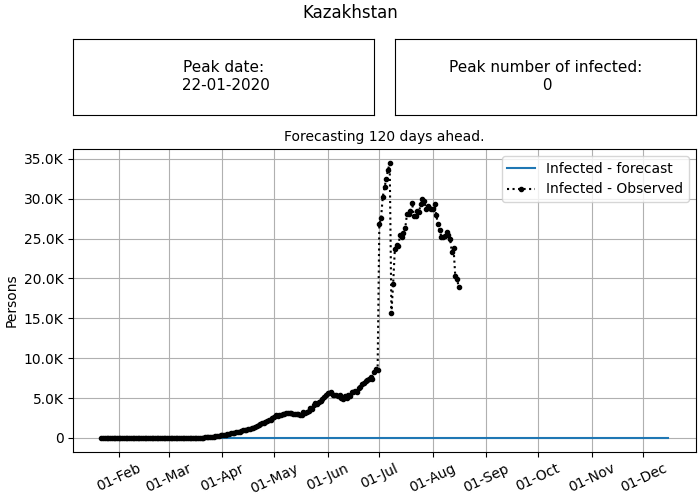 Kazakhstan
Peak date:
22-01-2020
Peak number of infected:
0
Forecasting 120 days ahead.
35.0K
30.0K
25.0K
20.0K
15.0K
10.0K
5.0K
0
Persons
Infected - forecast
Infected - Observed
01-Feb
01-Mar
01-Apr
01-May
01-Jun
01-Jul
01-Aug
01-Sep
01-Oct
01-Nov
01-Dec